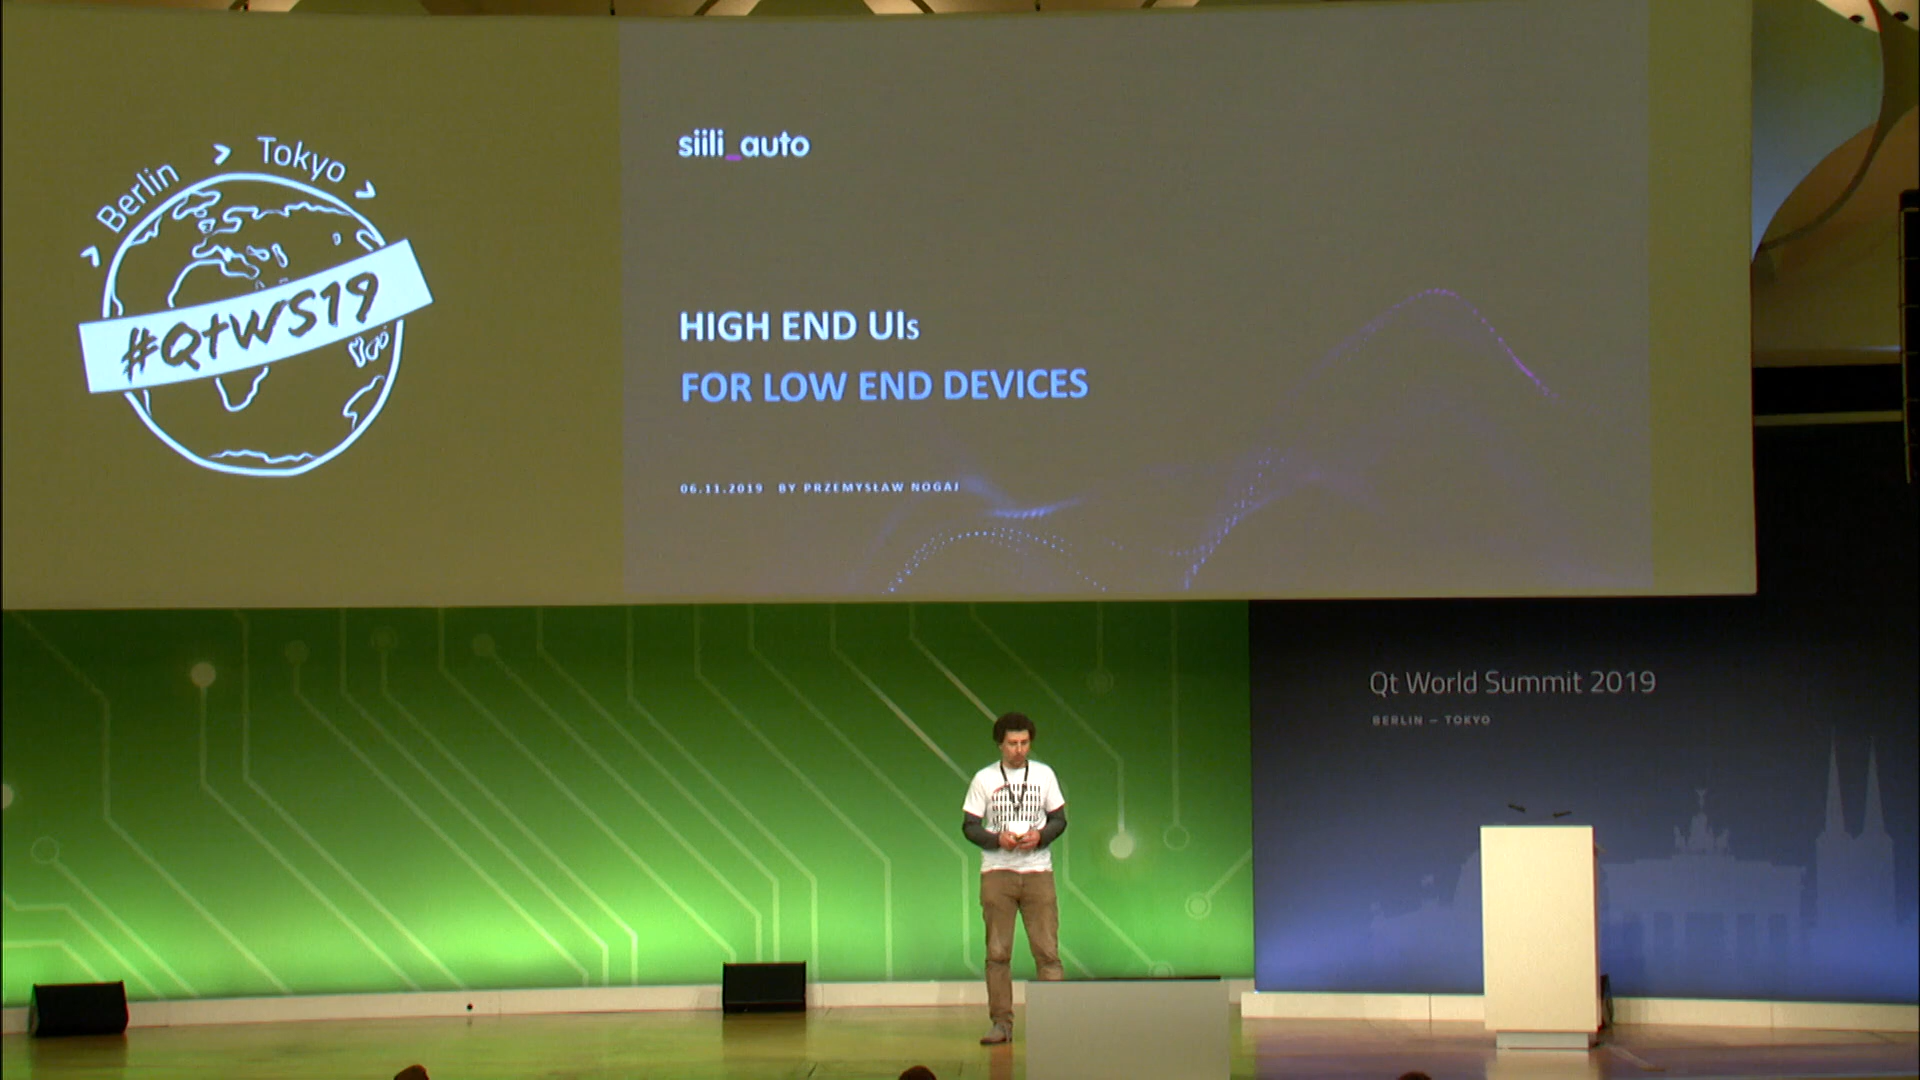 Berlin > Tokyo >
#QtWS19
siili_auto
HIGH END UIs
FOR LOW END DEVICES
06.11.2019 BY PRZEMYSŁAW NOGAJ
Qt World Summit 2019
BERLIN – TOKYO